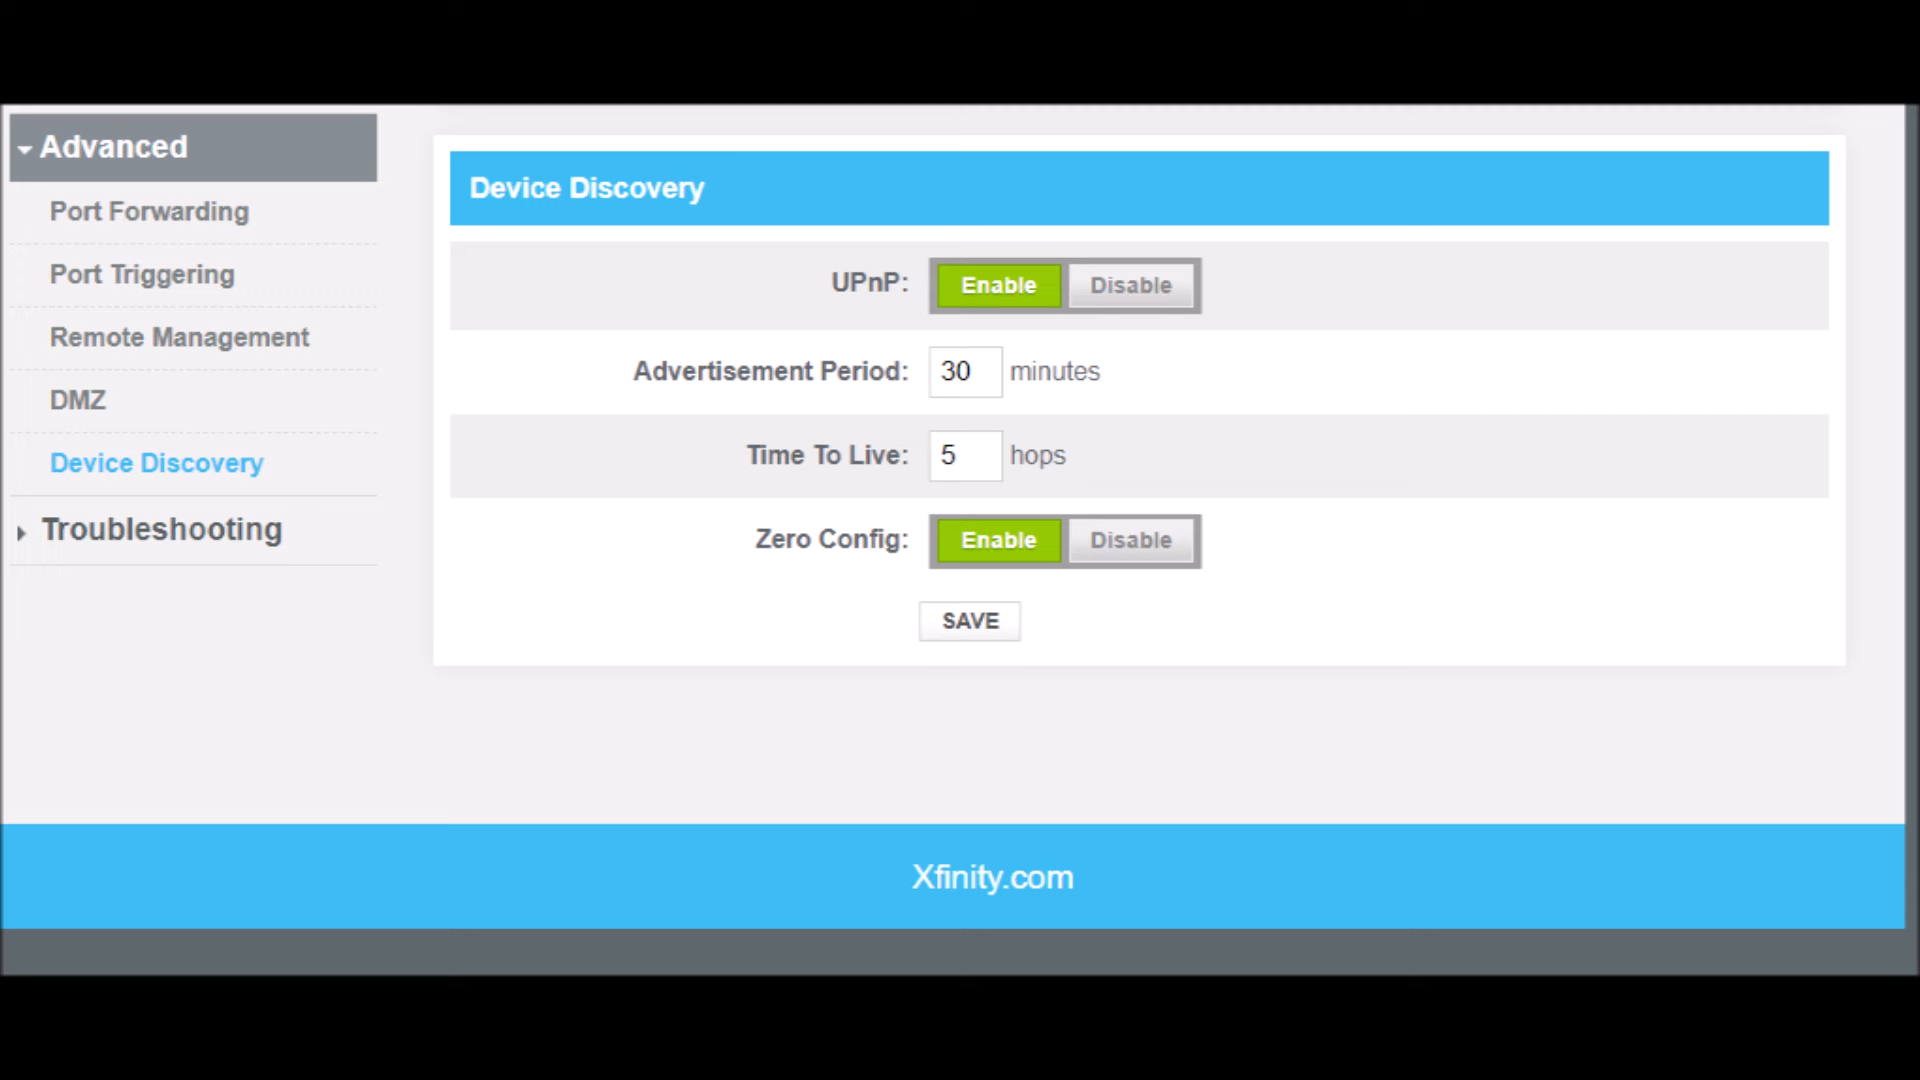 Advanced
Port Forwarding
Port Triggering
Remote Management
DMZ
Device Discovery
Troubleshooting
Device Discovery
UPnP: Enable Disable
Advertisement Period: 30 minutes
Time To Live: 5 hops
Zero Config: Enable Disable
SAVE
Xfinity.com